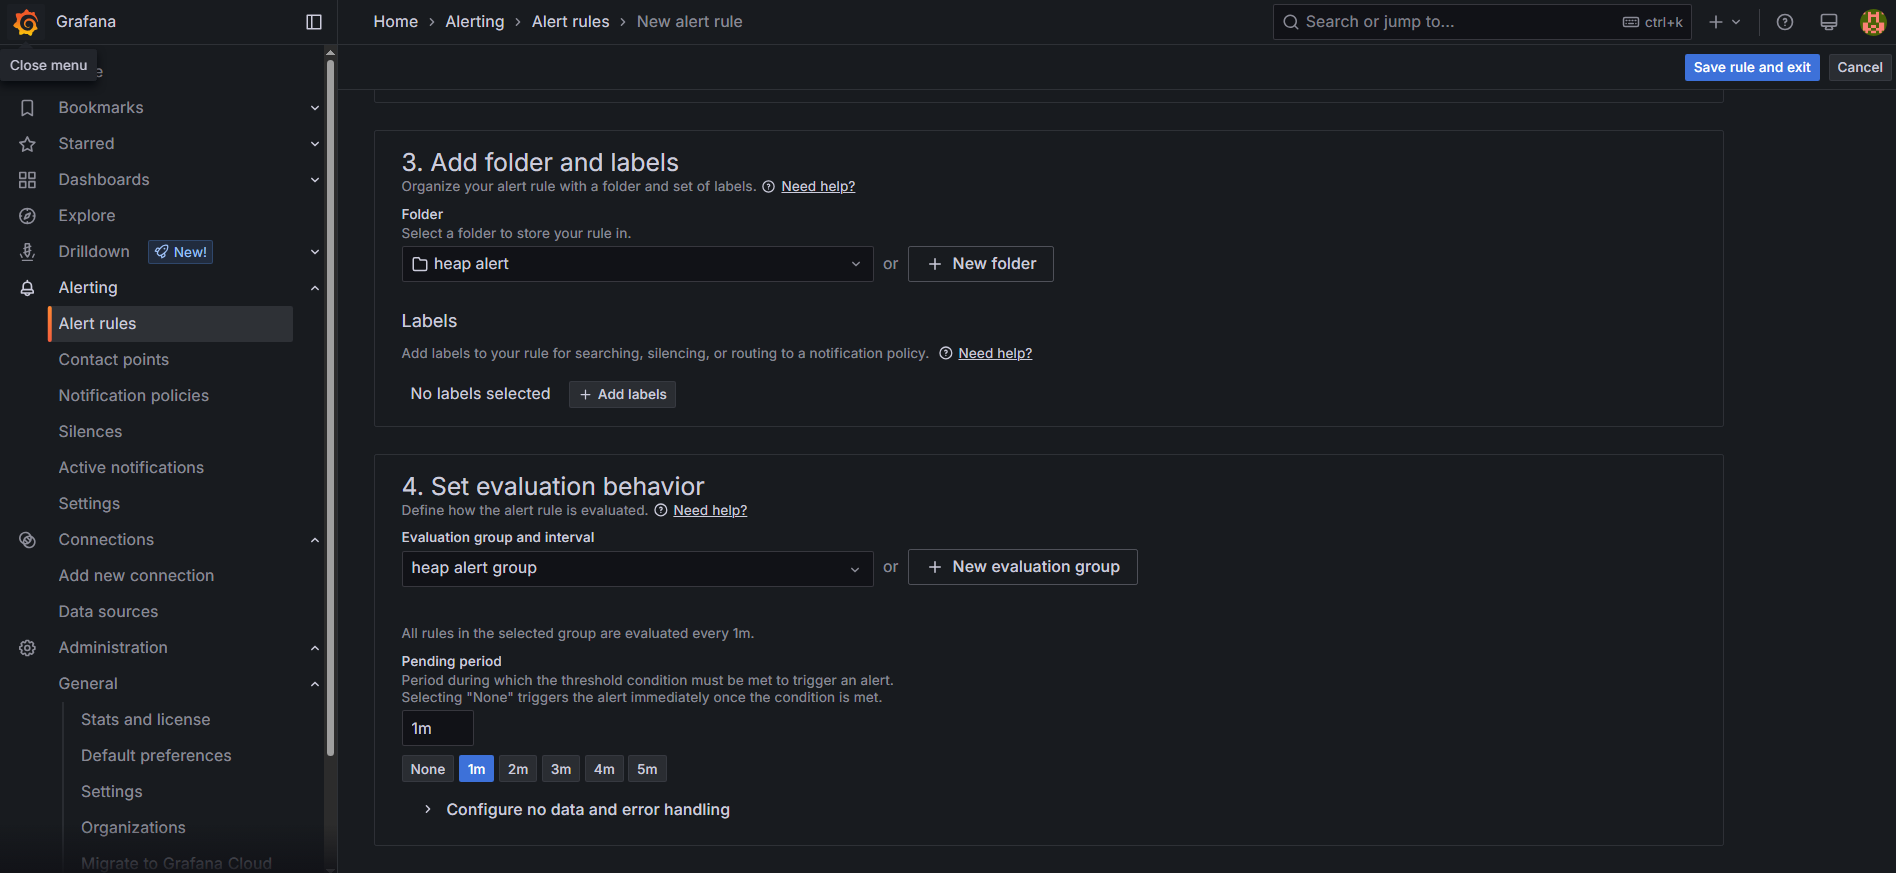 Grafana
Home › Alerting › Alert rules › New alert rule
Search or jump to...
ctrl+k
Close menu
Save rule and exit
Cancel
Bookmarks
Starred
Dashboards
Explore
Drilldown
New!
Alerting
Alert rules
Contact points
Notification policies
Silences
Active notifications
Settings
Connections
Add new connection
Data sources
Administration
General
Stats and license
Default preferences
Settings
Organizations
Migrate to Grafana Cloud
3. Add folder and labels
Organize your alert rule with a folder and set of labels. Need help?
Folder
Select a folder to store your rule in.
heap alert
or
+ New folder
Labels
Add labels to your rule for searching, silencing, or routing to a notification policy. Need help?
No labels selected
+ Add labels
4. Set evaluation behavior
Define how the alert rule is evaluated. Need help?
Evaluation group and interval
heap alert group
or
+ New evaluation group
All rules in the selected group are evaluated every 1m.
Pending period
Period during which the threshold condition must be met to trigger an alert.
Selecting "None" triggers the alert immediately once the condition is met.
1m
None 1m 2m 3m 4m 5m
Configure no data and error handling